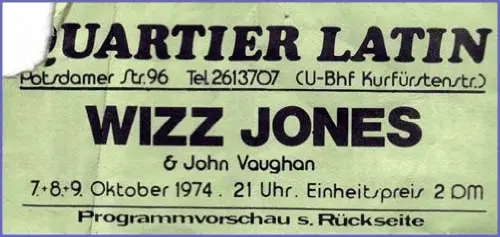 QUARTIER LATIN
Potsdamer Str. 96 Tel. 2613707 (U-Bhf Kurfürstenstr.)
WIZZ JONES
& John Vaughan
7.+8.+9. Oktober 1974 . 21 Uhr. Einheitspreis 2 DM
Programmvorschau s. Rückseite